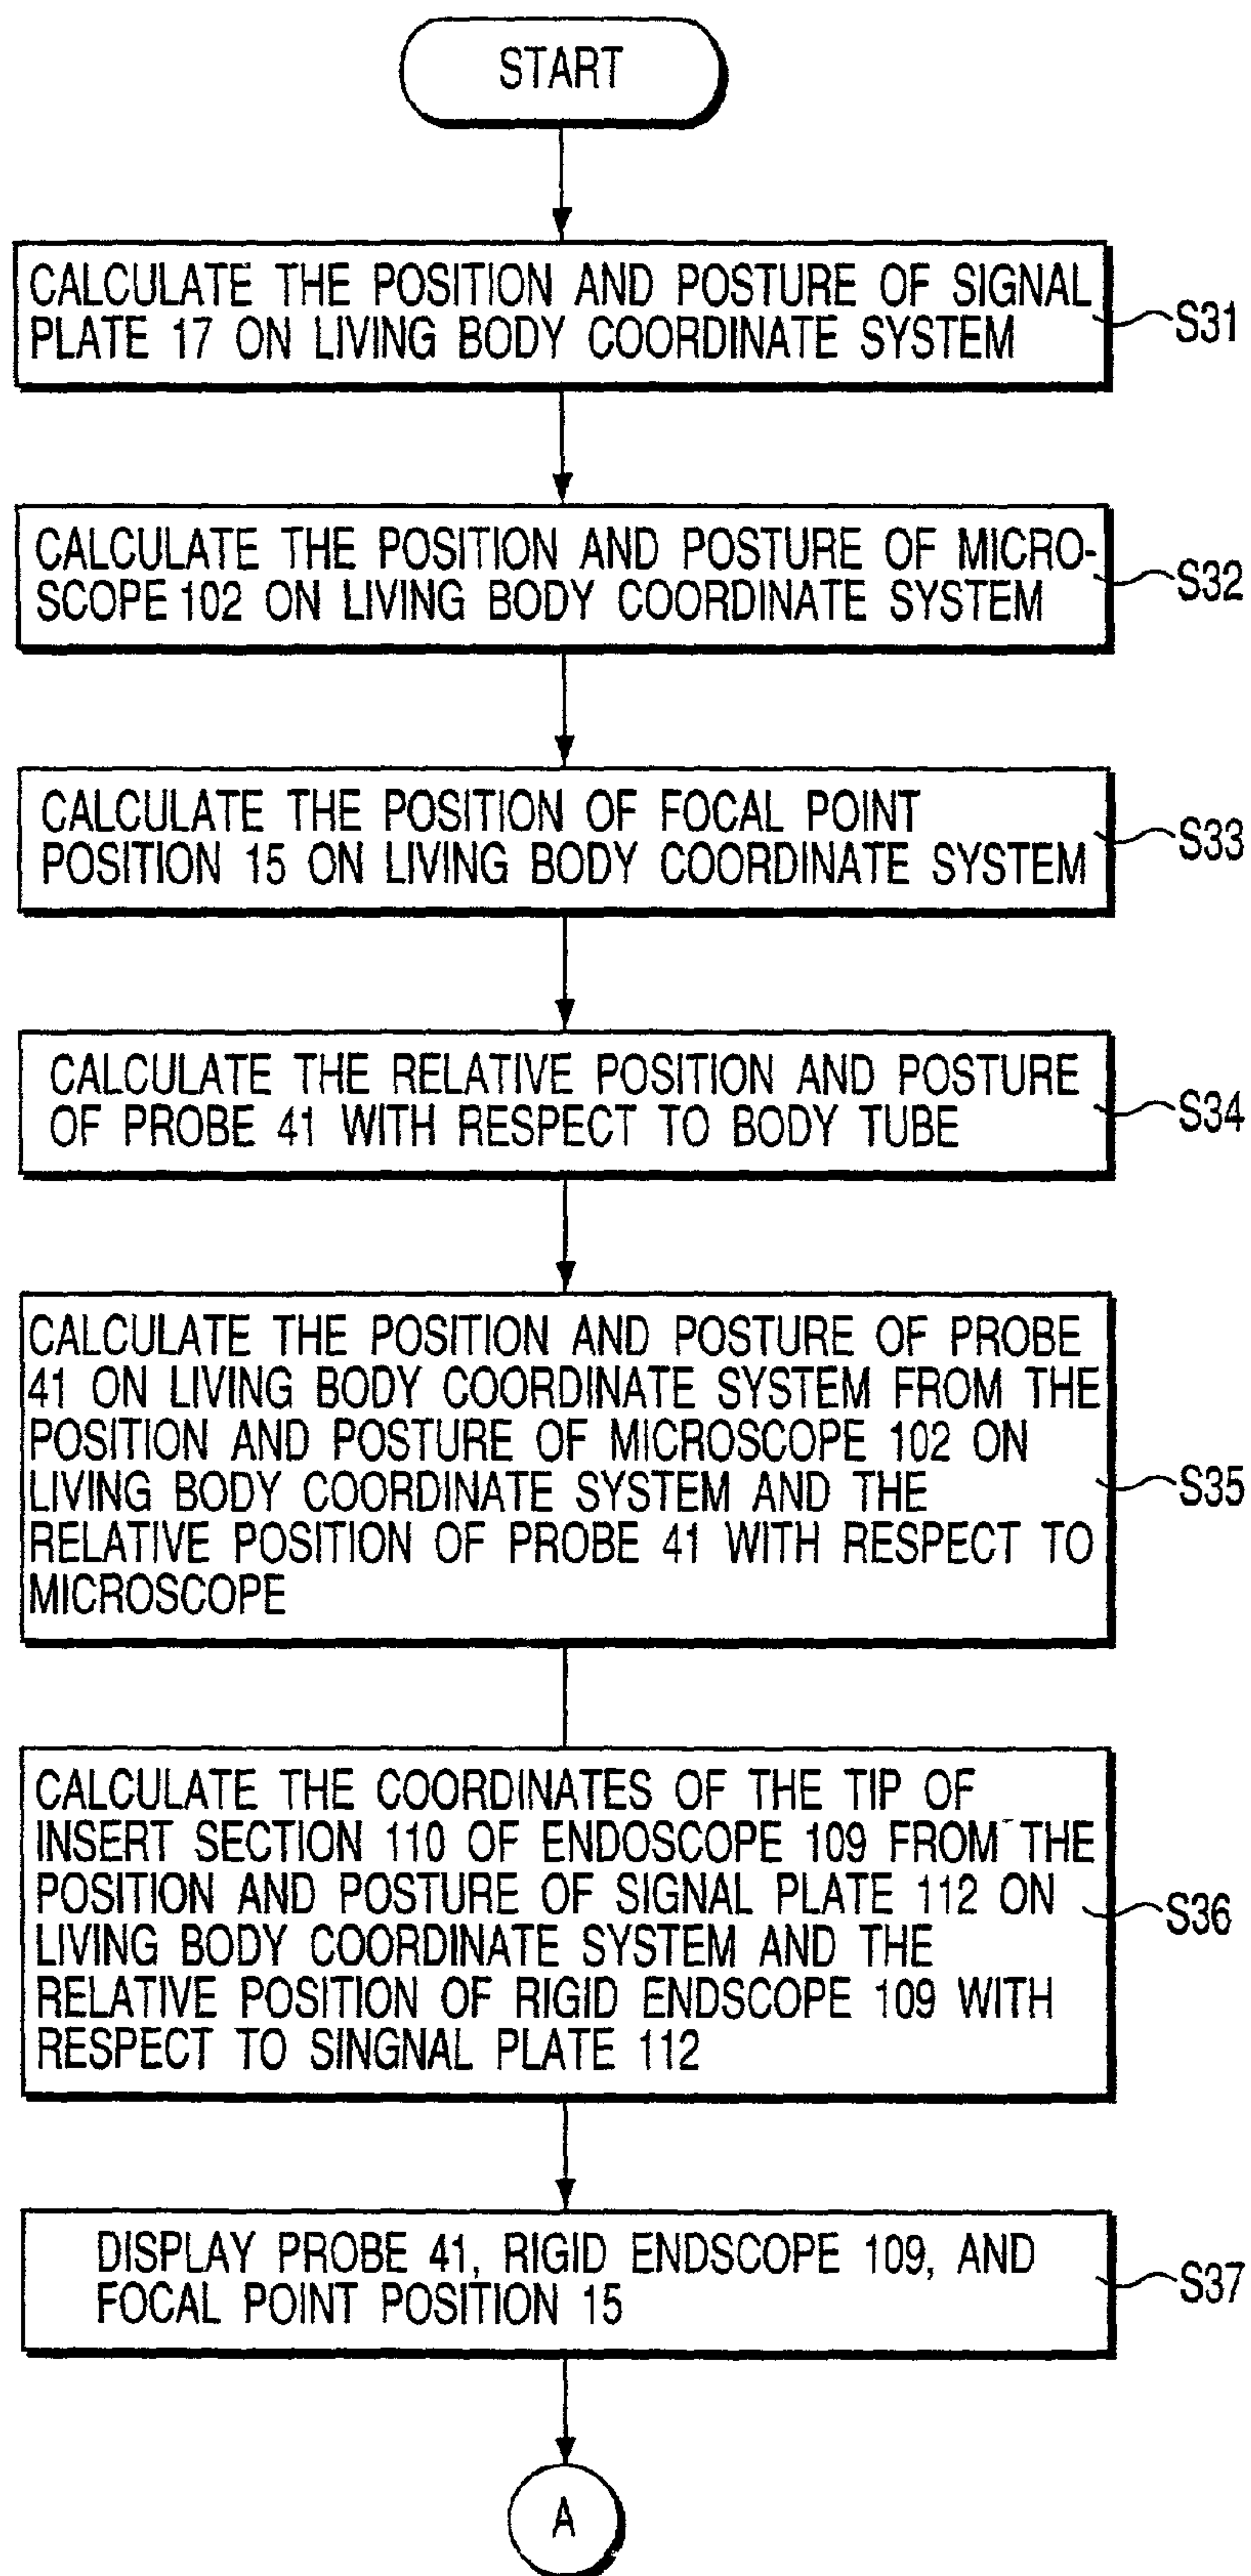 START
CALCULATE THE POSITION AND POSTURE OF SIGNAL
PLATE 17 ON LIVING BODY COORDINATE SYSTEM
S31
CALCULATE THE POSITION AND POSTURE OF MICRO-
SCOPE 102 ON LIVING BODY COORDINATE SYSTEM
S32
CALCULATE THE POSITION OF FOCAL POINT
POSITION 15 ON LIVING BODY COORDINATE SYSTEM
S33
CALCULATE THE RELATIVE POSITION AND POSTURE
OF PROBE 41 WITH RESPECT TO BODY TUBE
S34
CALCULATE THE POSITION AND POSTURE OF PROBE
41 ON LIVING BODY COORDINATE SYSTEM FROM THE
POSITION AND POSTURE OF MICROSCOPE 102 ON
LIVING BODY COORDINATE SYSTEM AND THE
RELATIVE POSITION OF PROBE 41 WITH RESPECT TO
MICROSCOPE
S35
CALCULATE THE COORDINATES OF THE TIP OF
INSERT SECTION 110 OF ENDOSCOPE 109 FROM THE
POSITION AND POSTURE OF SIGNAL PLATE 112 ON
LIVING BODY COORDINATE SYSTEM AND THE
RELATIVE POSITION OF RIGID ENDSCOPE 109 WITH
RESPECT TO SINGNAL PLATE 112
S36
DISPLAY PROBE 41, RIGID ENDSCOPE 109, AND
FOCAL POINT POSITION 15
S37
A